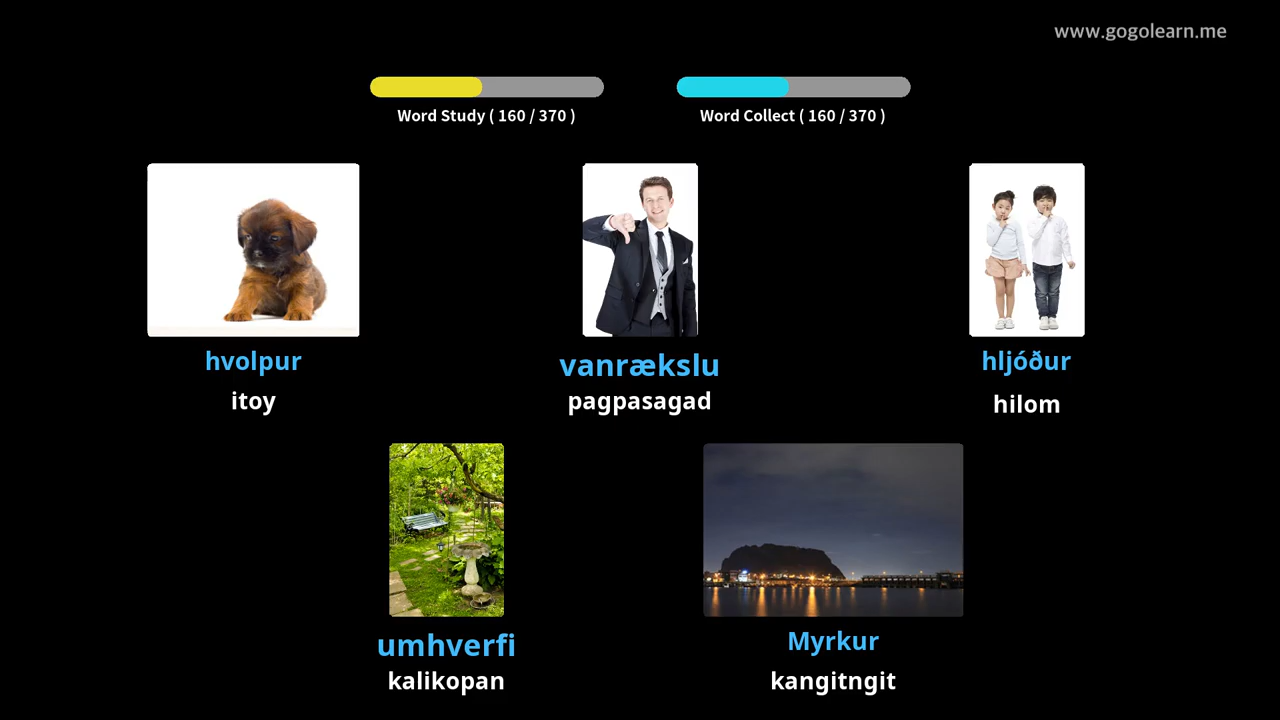 www.gogolearn.me
Word Study ( 160 / 370 )
Word Collect ( 160 / 370 )
hvolpur
itoy
vanrækslu
pagpasagad
hljóður
hilom
umhverfi
kalikopan
Myrkur
kangitngit